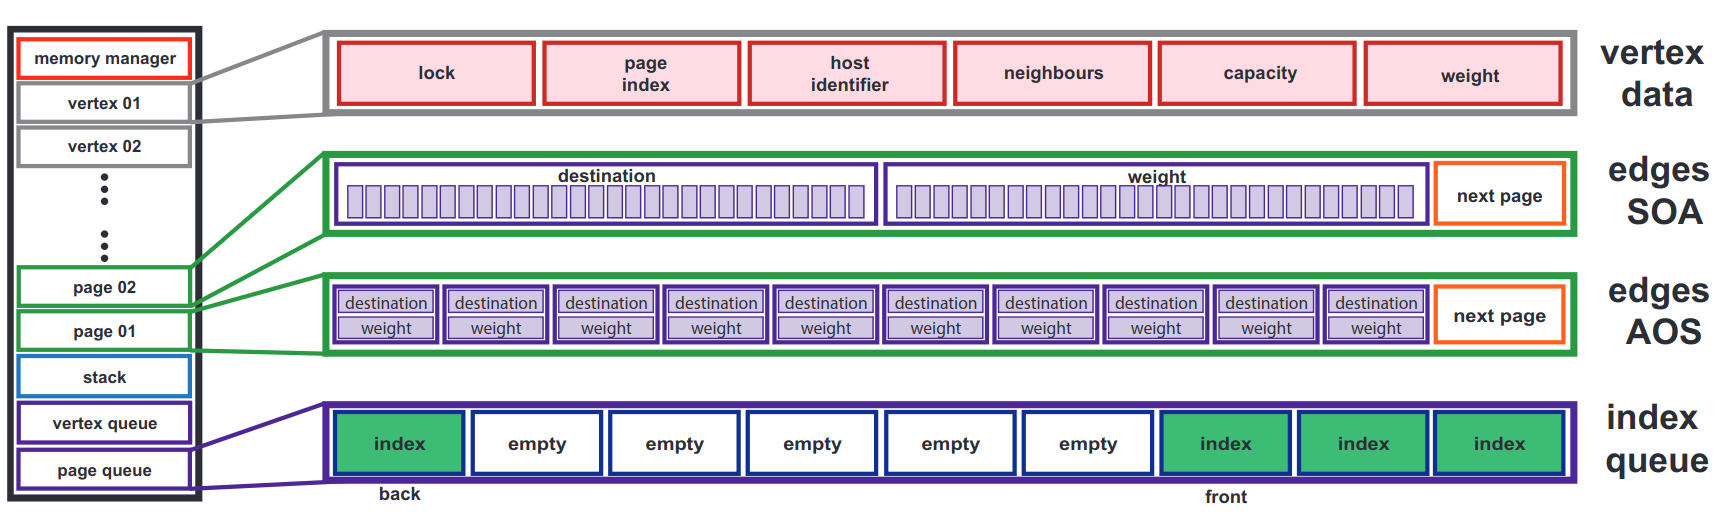 memory manager
vertex 01
vertex 02
page 02
page 01
stack
vertex queue
page queue
lock
page
index
host
identifier
neighbours
capacity
weight
vertex
data
destination
weight
next page
edges
SOA
destination destination destination destination destination destination destination destination destination destination
weight weight weight weight weight weight weight weight weight weight
next page
edges
AOS
index empty empty empty empty empty index index index
back front
index
queue